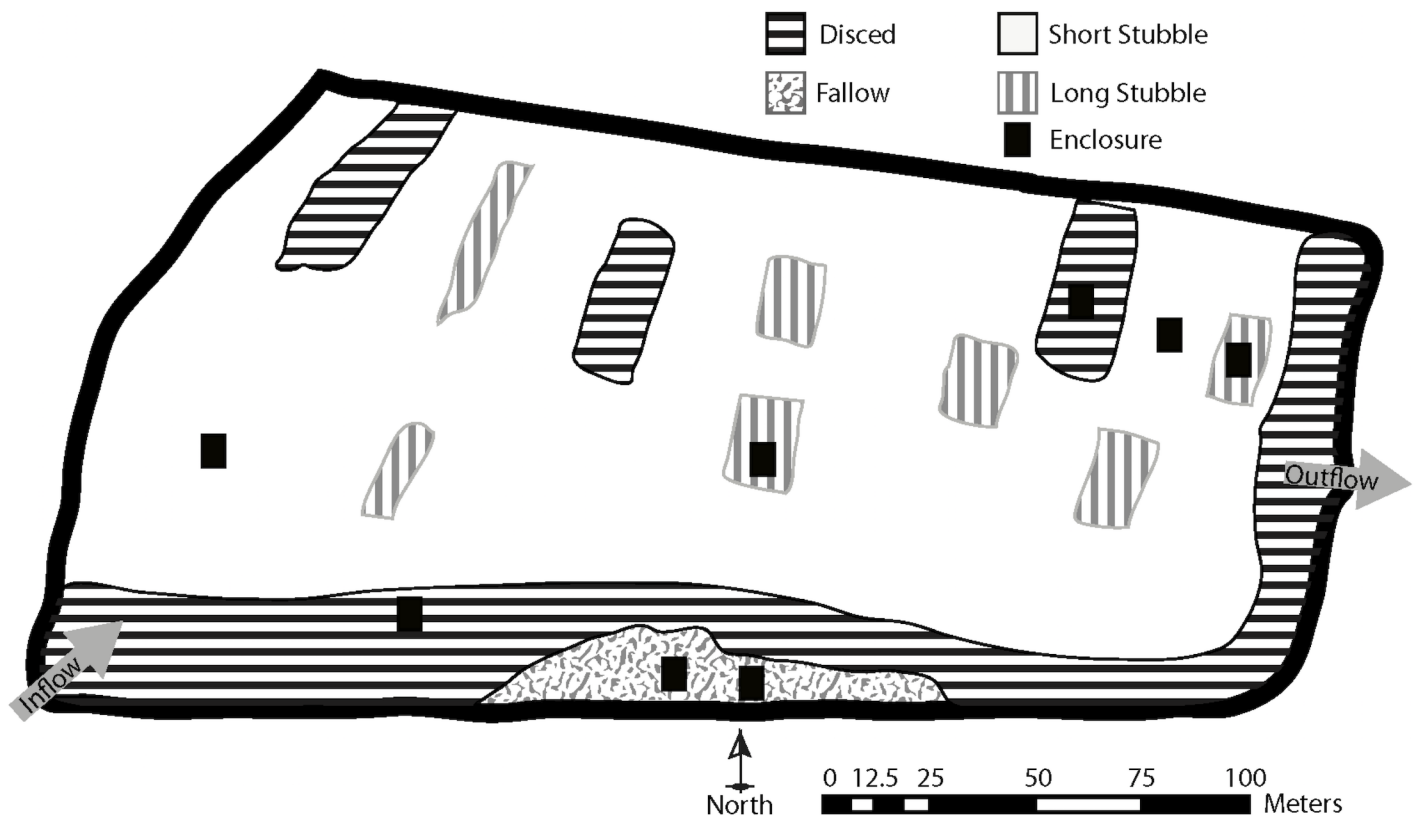 Disced
Short Stubble
Fallow
Long Stubble
Enclosure
Outflow
Inflow
North
0 12.5 25 50 75 100
Meters